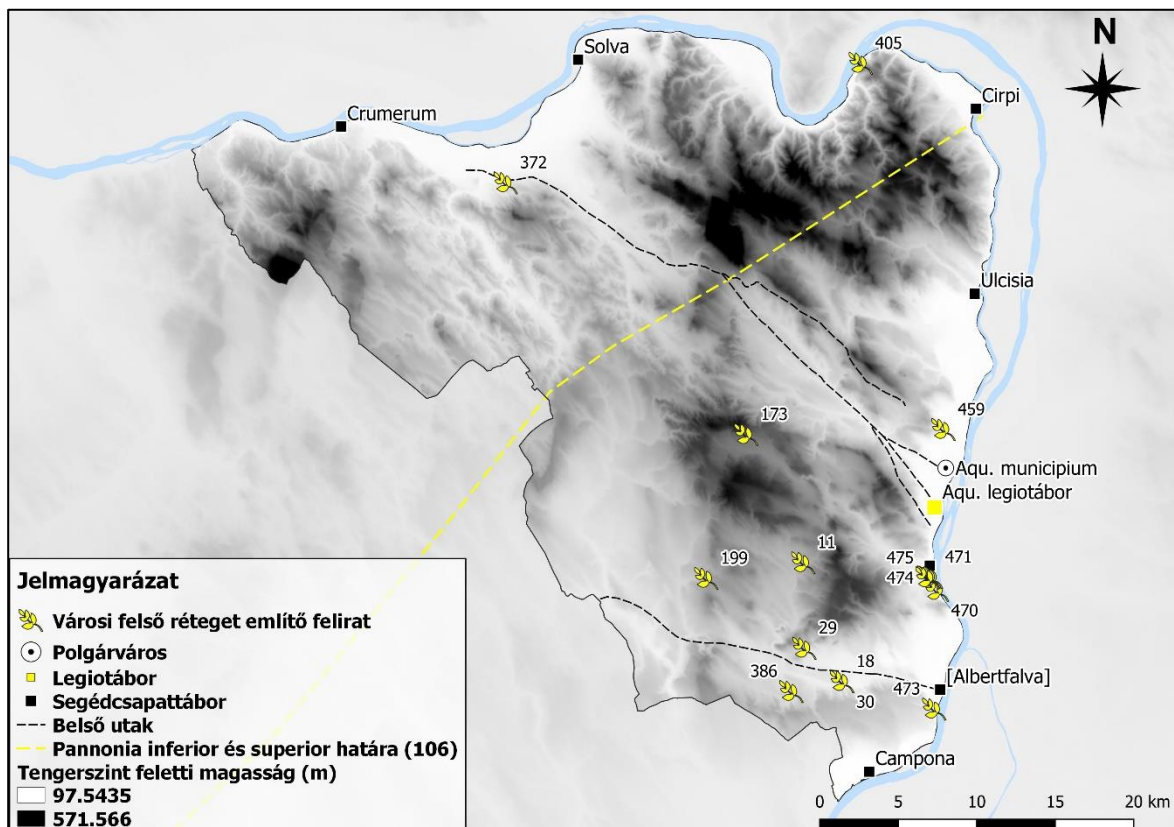 405
N
Solva
Cirpi
Crumerum
372
Ulcisia
459
173
Aqu. municipium
Aqu. legiotábor
11
475
471
199
474
470
29
18
386
473
[Albertfalva]
30
Campona
Jelmagyarázat
Városi felső réteget említő felirat
Polgárváros
Legiotábor
Segédcsapattábor
Belső utak
Pannonia inferior és superior határa (106)
Tengerszint feletti magasság (m)
97.5435
571.566
0 5 10 15 20 km